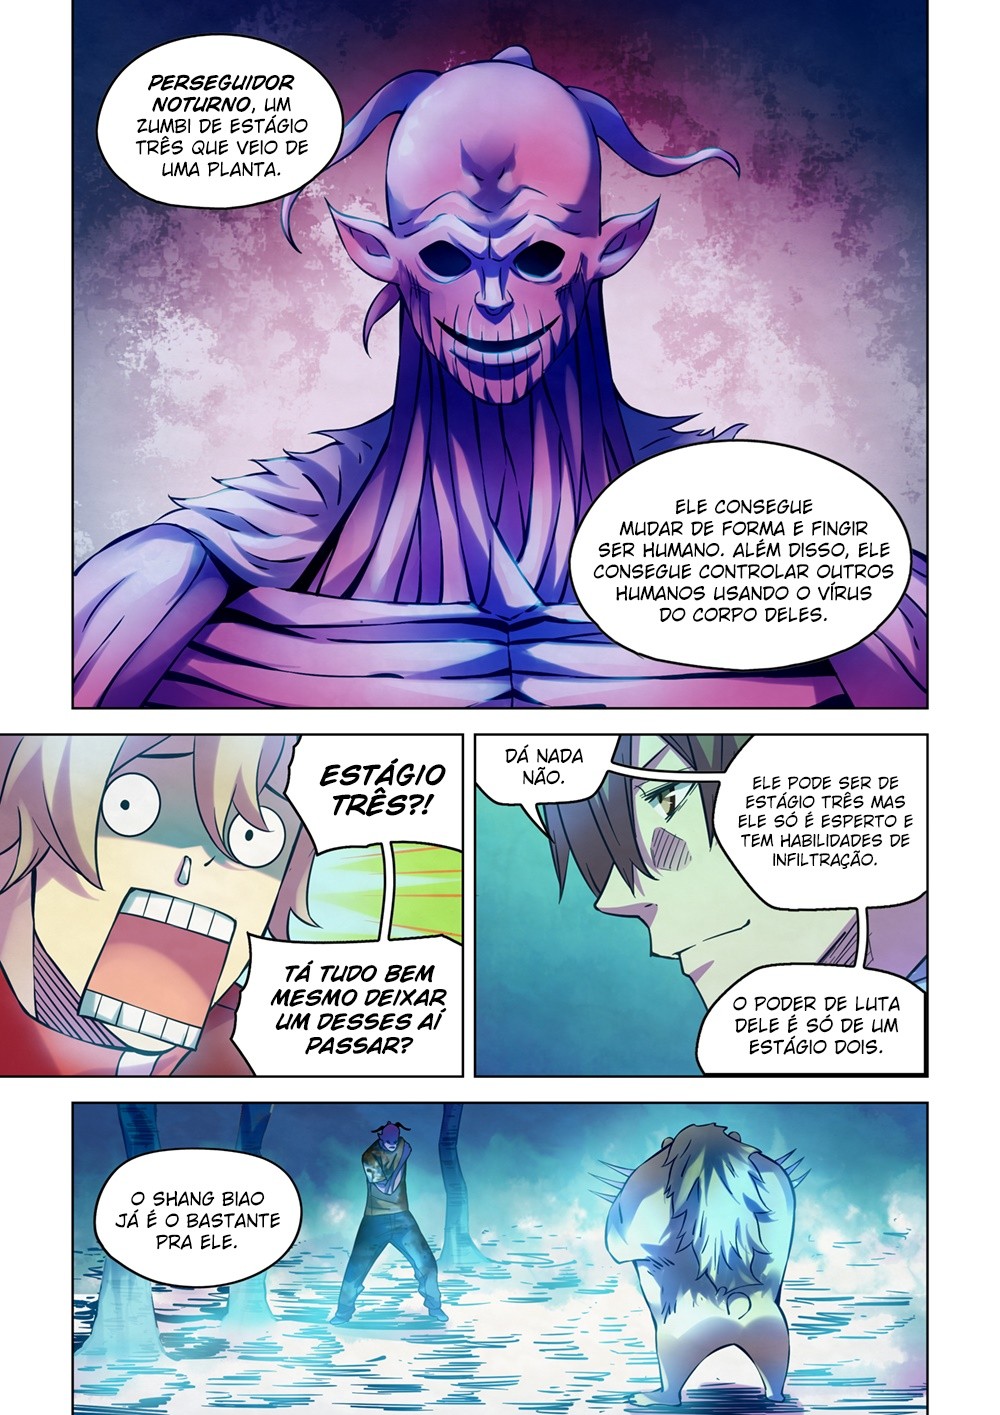 PERSEGUIDOR
NOTURNO, UM
ZUMBI DE ESTÁGIO
TRÊS QUE VEIO DE
UMA PLANTA.
ELE CONSEGUE
MUDAR DE FORMA E FINGIR
SER HUMANO. ALÉM DISSO, ELE
CONSEGUE CONTROLAR OUTROS
HUMANOS USANDO O VÍRUS
DO CORPO DELES.
ESTÁGIO
TRÊS?!
TÁ TUDO BEM
MESMO DEIXAR
UM DESSES AÍ
PASSAR?
DÁ NADA
NÃO.
ELE PODE SER DE
ESTÁGIO TRÊS MAS
ELE SÓ É ESPERTO E
TEM HABILIDADES DE
INFILTRAÇÃO.
O PODER DE LUTA
DELE É SÓ DE UM
ESTÁGIO DOIS.
O SHANG BIAO
JÁ É O BASTANTE
PRA ELE.